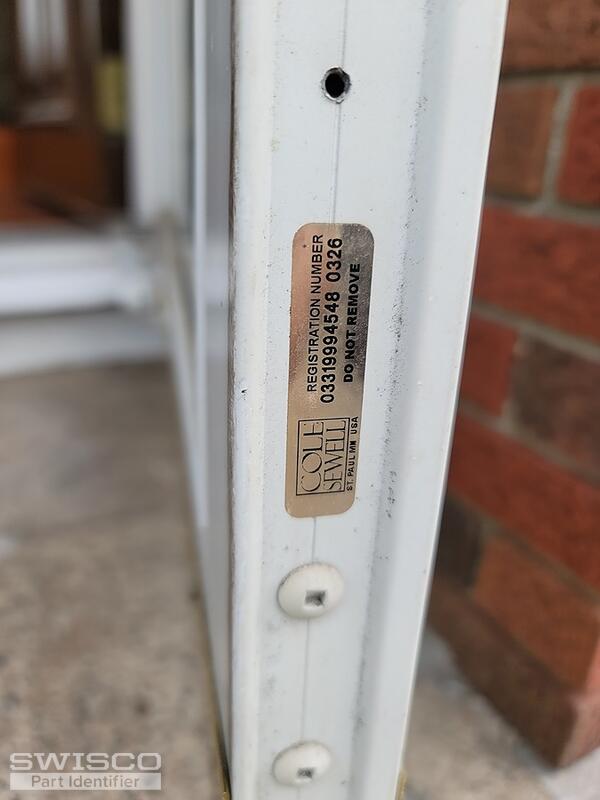 REGISTRATION NUMBER
03319994548 0326
DO NOT REMOVE
COLE
SEWELL
ST. PAUL MN USA
SWISCO
Part Identifier